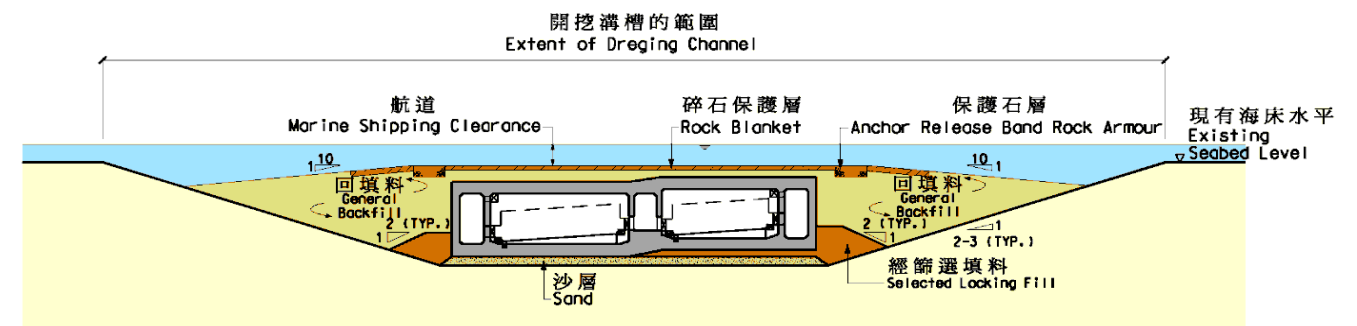 開挖溝槽的範圍
Extent of Dreging Channel
航道
Marine Shipping Clearance
碎石保護層
Rock Blanket
保護石層
Anchor Release Band Rock Armour
現有海床水平
Existing
Seabed Level
10
1
回填料
General
Backfill
2 (TYP.)
1
10
1
回填料
General
Backfill
2 (TYP.)
1
1
2-3 (TYP.)
沙層
Sand
經篩選填料
Selected Locking Fill